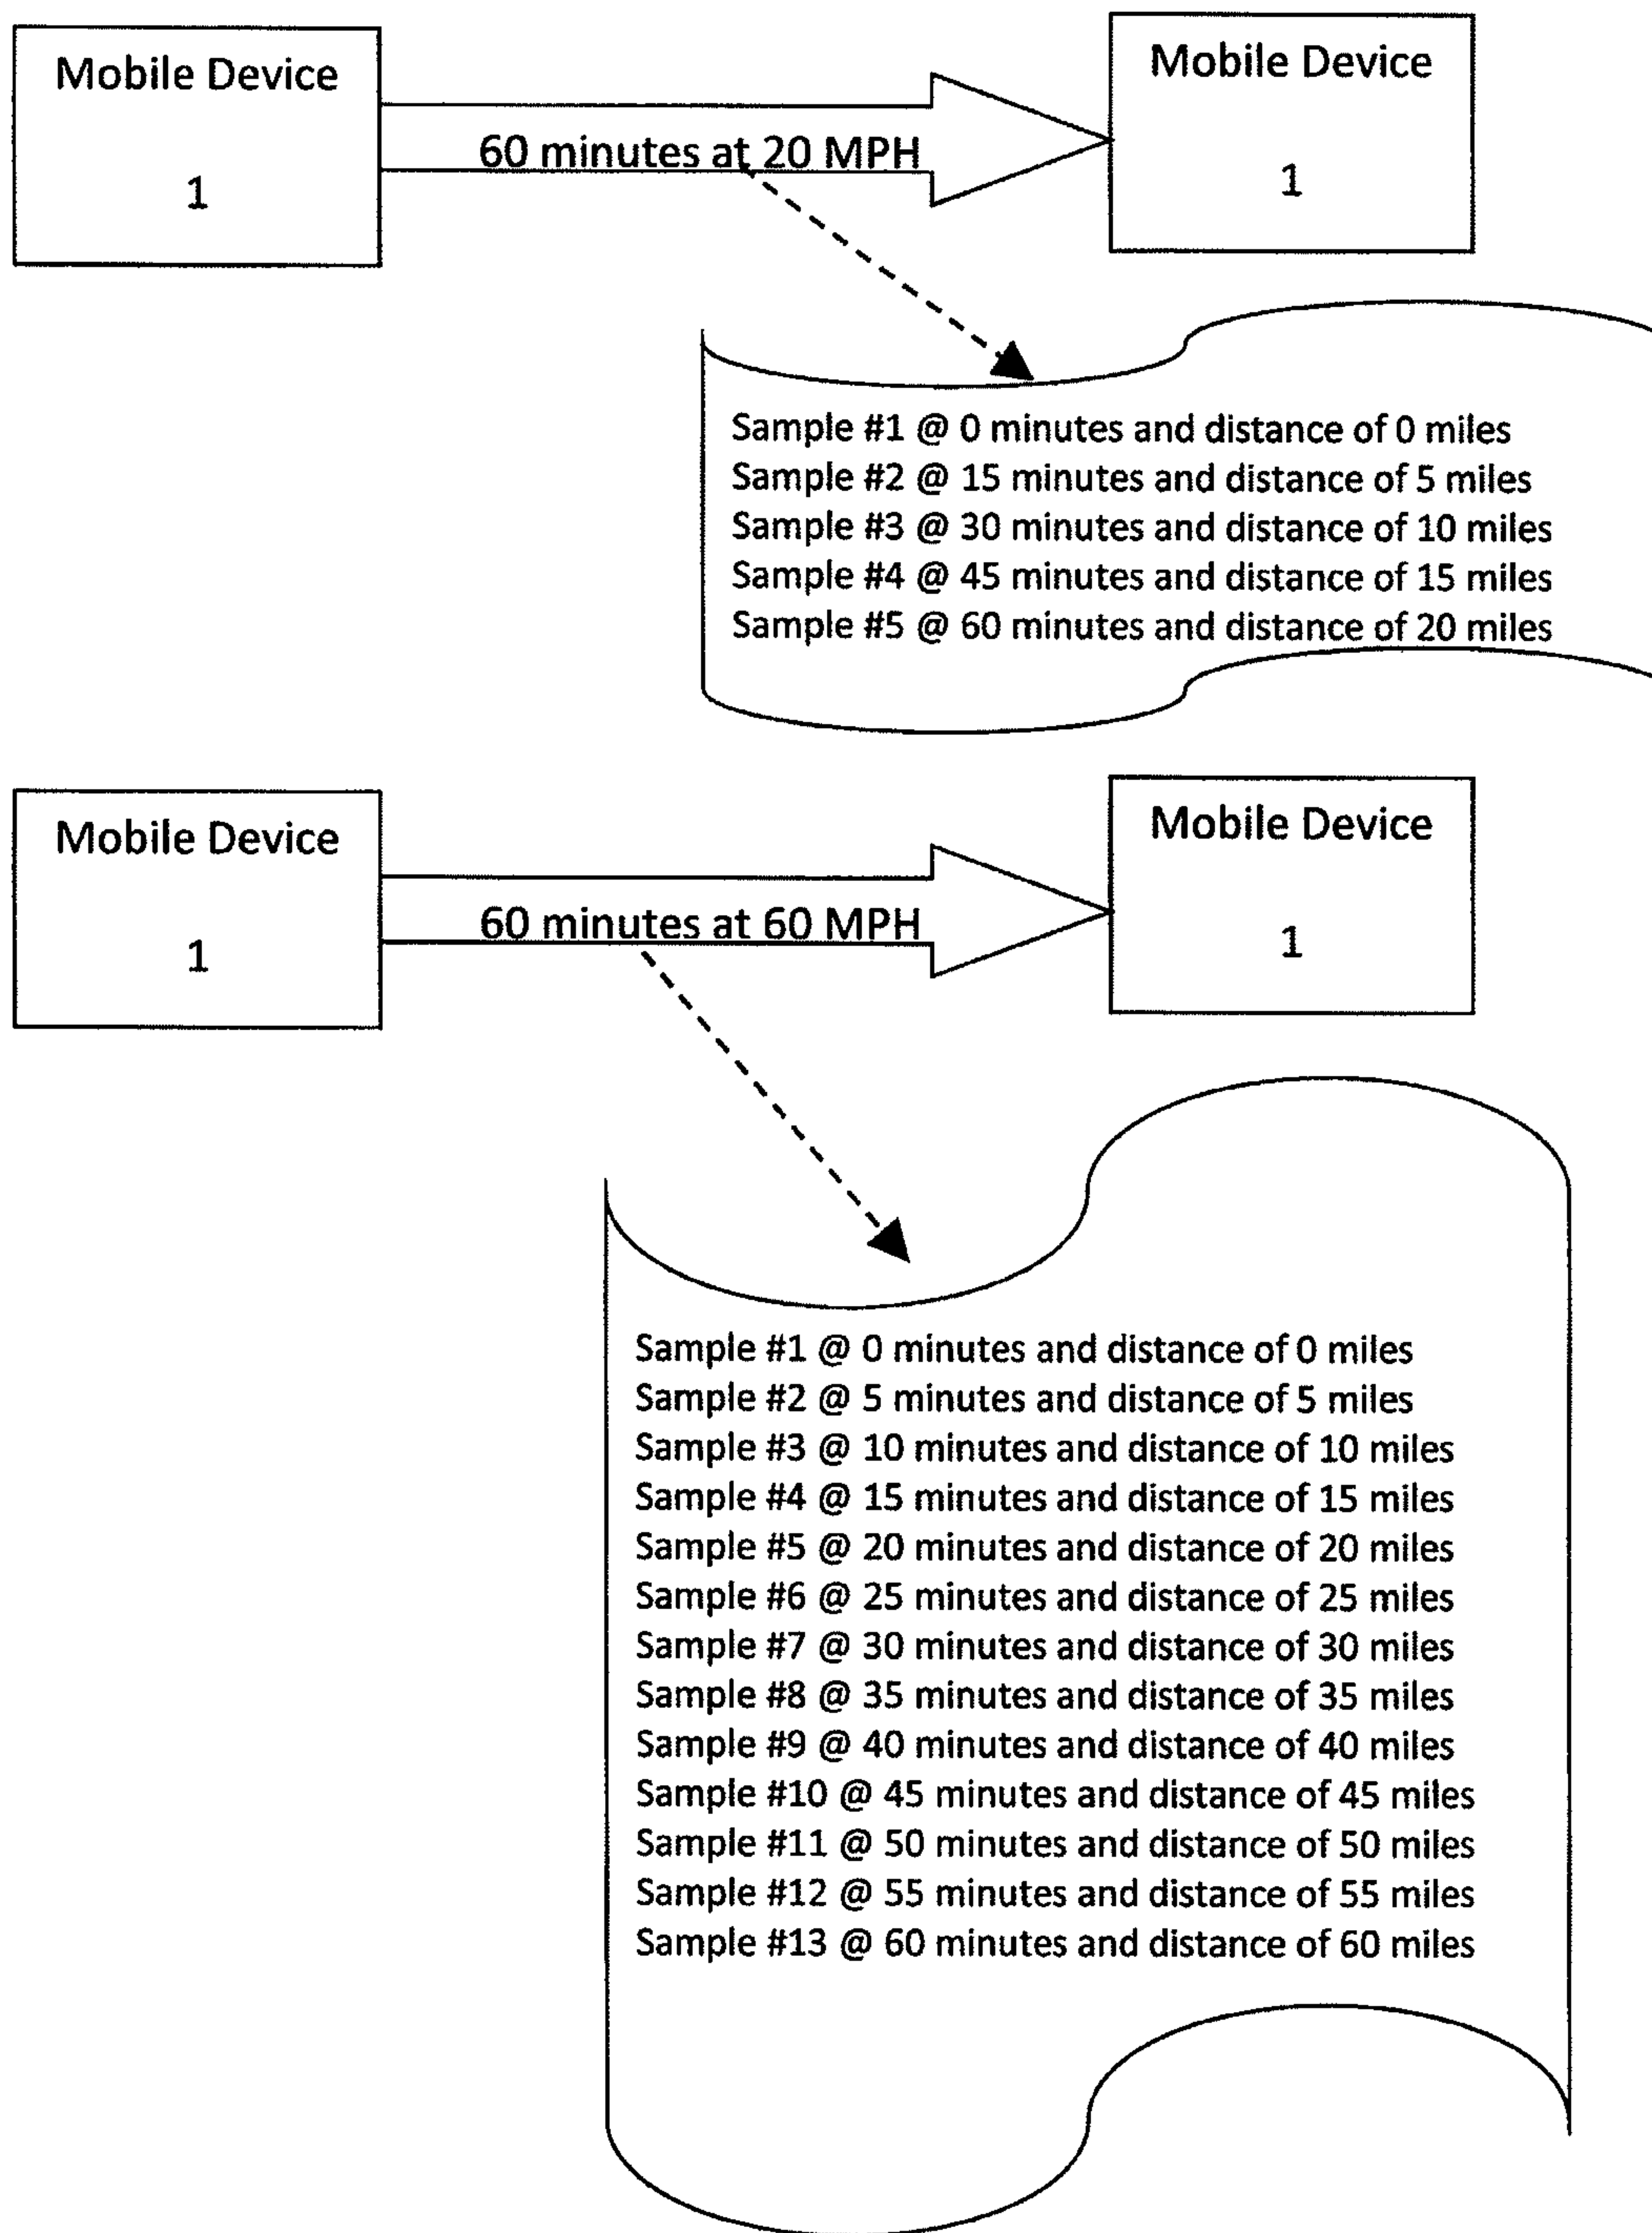 Mobile Device
1
60 minutes at 20 MPH
Mobile Device
1
Sample #1 @ 0 minutes and distance of 0 miles
Sample #2 @ 15 minutes and distance of 5 miles
Sample #3 @ 30 minutes and distance of 10 miles
Sample #4 @ 45 minutes and distance of 15 miles
Sample #5 @ 60 minutes and distance of 20 miles
Mobile Device
1
60 minutes at 60 MPH
Mobile Device
1
Sample #1 @ 0 minutes and distance of 0 miles
Sample #2 @ 5 minutes and distance of 5 miles
Sample #3 @ 10 minutes and distance of 10 miles
Sample #4 @ 15 minutes and distance of 15 miles
Sample #5 @ 20 minutes and distance of 20 miles
Sample #6 @ 25 minutes and distance of 25 miles
Sample #7 @ 30 minutes and distance of 30 miles
Sample #8 @ 35 minutes and distance of 35 miles
Sample #9 @ 40 minutes and distance of 40 miles
Sample #10 @ 45 minutes and distance of 45 miles
Sample #11 @ 50 minutes and distance of 50 miles
Sample #12 @ 55 minutes and distance of 55 miles
Sample #13 @ 60 minutes and distance of 60 miles